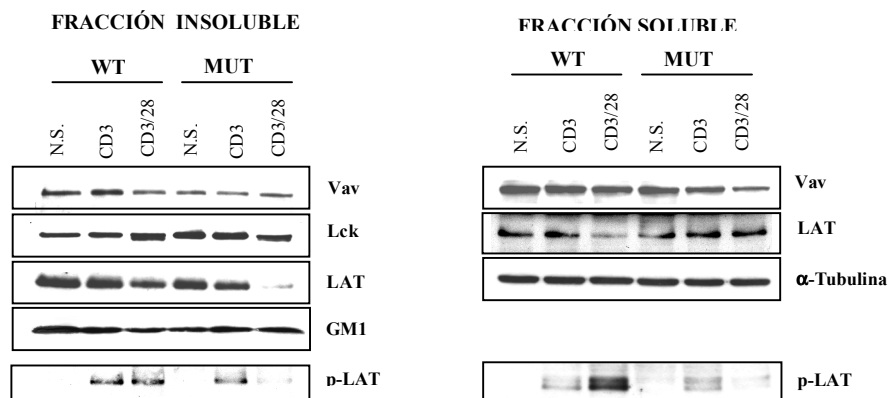 FRACCIÓN INSOLUBLE
WT MUT
N.S. CD3 CD3/28 N.S. CD3 CD3/28
Vav
Lck
LAT
GM1
p-LAT
FRACCIÓN SOLUBLE
WT MUT
N.S. CD3 CD3/28 N.S. CD3 CD3/28
Vav
LAT
α-Tubulina
p-LAT